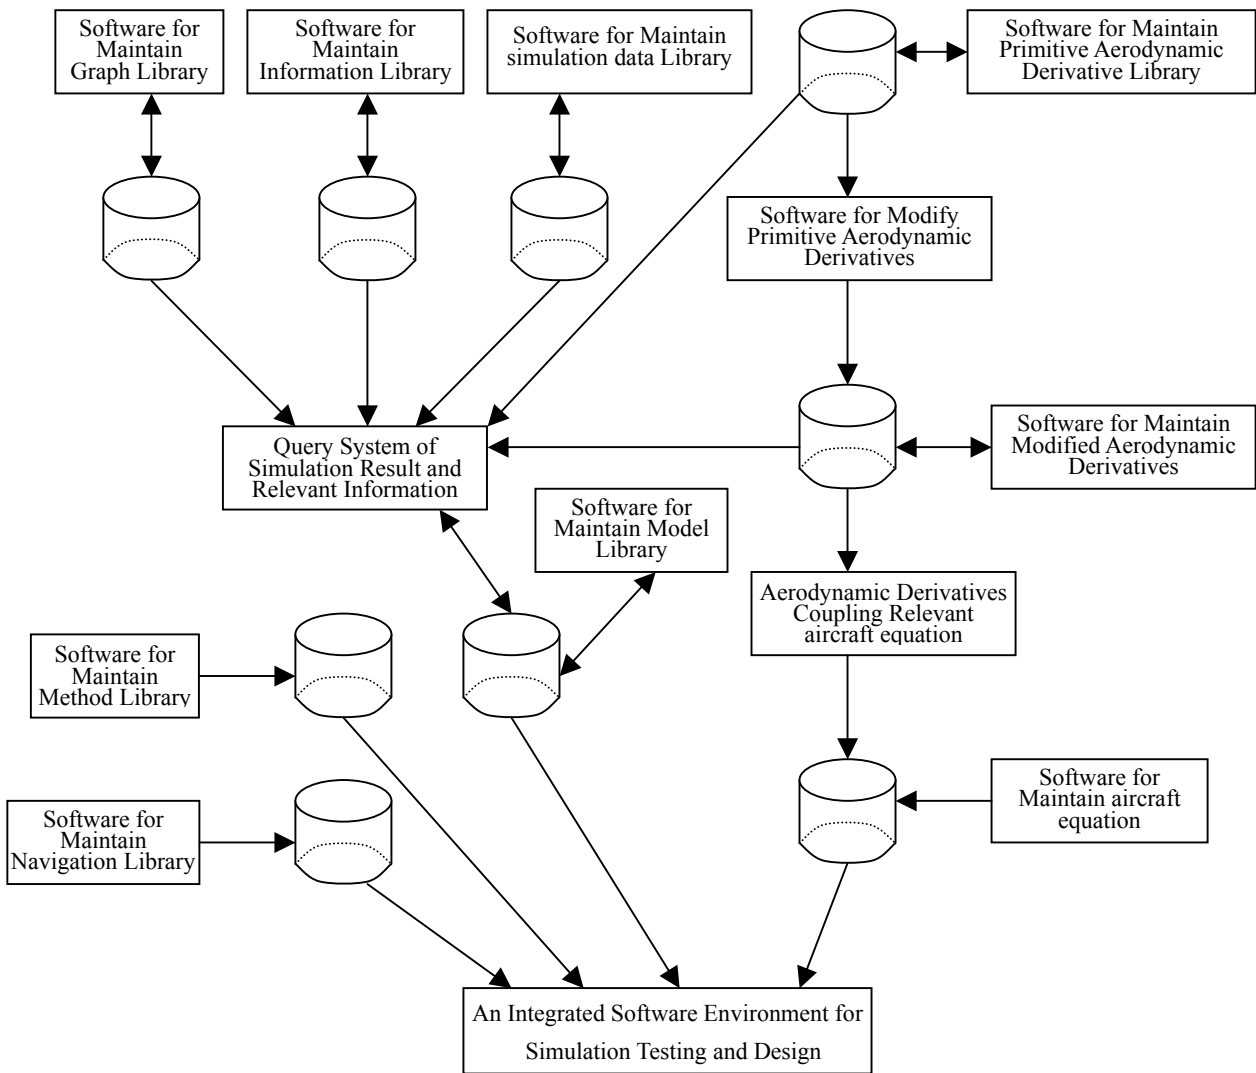 Software for
Maintain
Graph Library
Software for
Maintain
Information Library
Software for Maintain
simulation data Library
Software for Maintain
Primitive Aerodynamic
Derivative Library
Software for Modify
Primitive Aerodynamic
Derivatives
Query System of
Simulation Result and
Relevant Information
Software for Maintain
Modified Aerodynamic
Derivatives
Software for
Maintain Model
Library
Aerodynamic Derivatives
Coupling Relevant
aircraft equation
Software for
Maintain
Method Library
Software for
Maintain aircraft
equation
Software for
Maintain
Navigation Library
An Integrated Software Environment for
Simulation Testing and Design